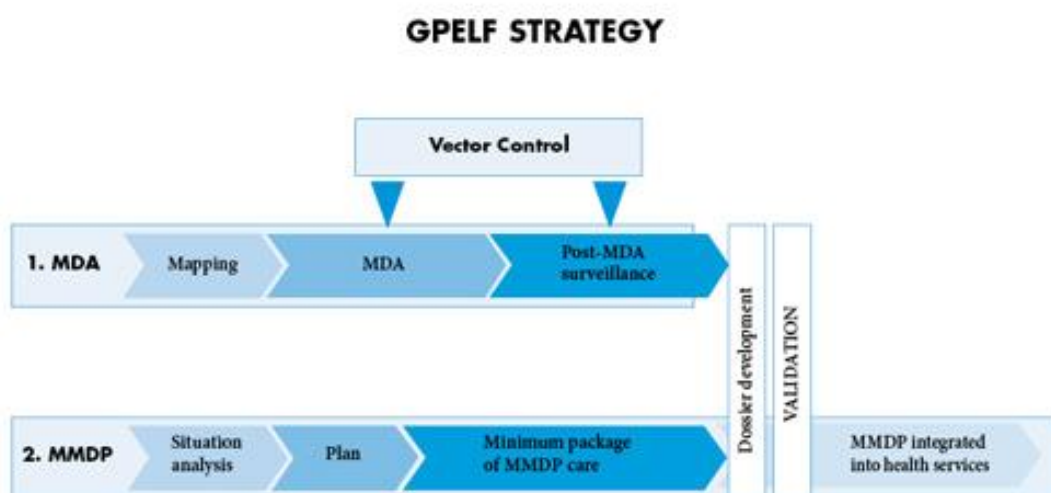 GPELF STRATEGY
Vector Control
1. MDA
Mapping
MDA
Post-MDA
surveillance
Dossier development
VALIDATION
2. MMDP
Situation
analysis
Plan
Minimum package
of MMDP care
MMDP integrated
into health services